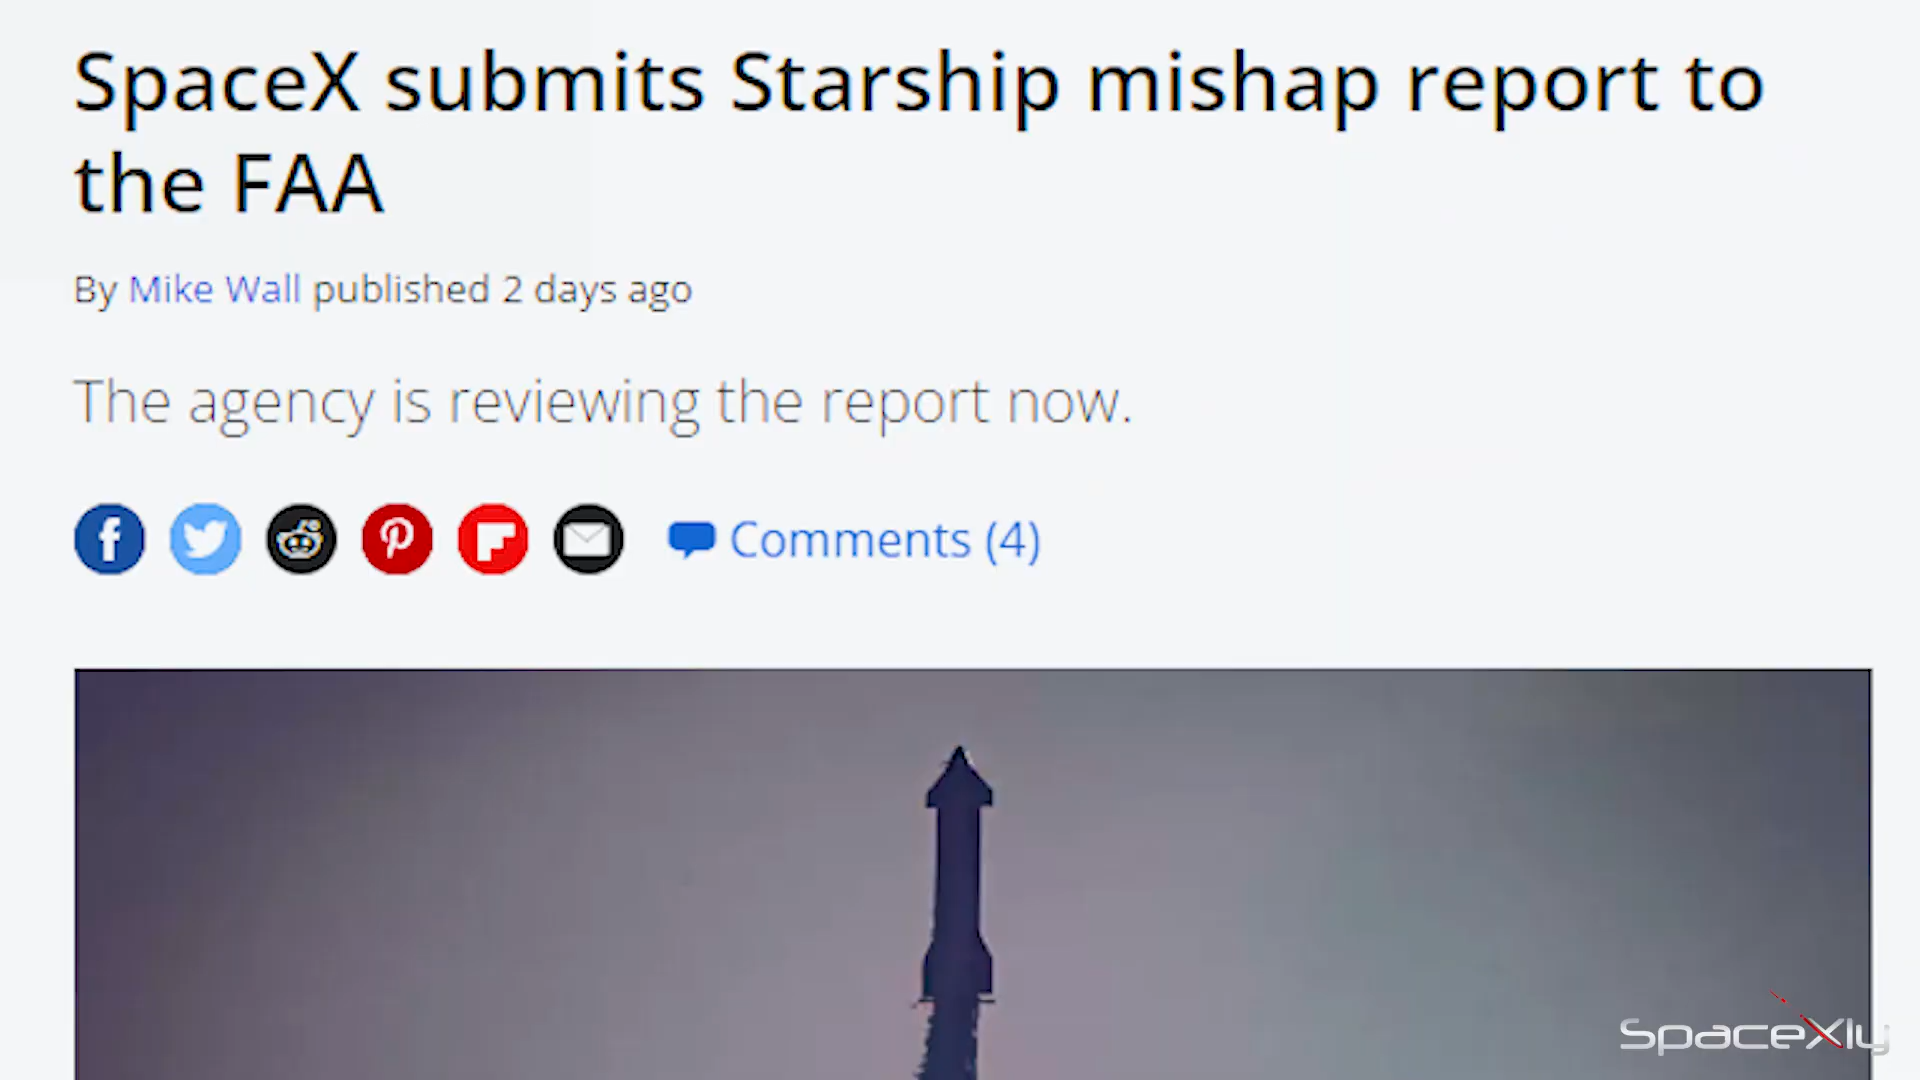 SpaceX submits Starship mishap report to
the FAA
By Mike Wall published 2 days ago
The agency is reviewing the report now.
Comments (4)
SpaceXly